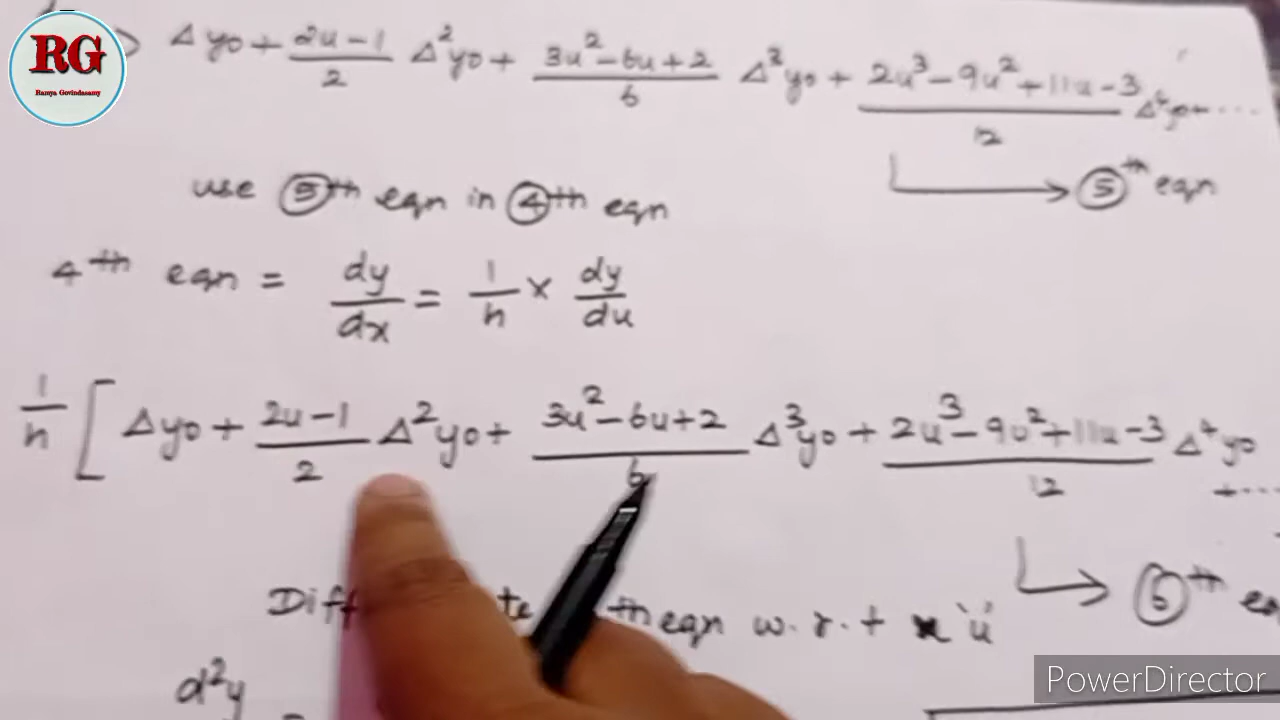 RG
Ramya Govindasamy
Δy0 + 2u-1/2 Δ²y0 + 3u²-6u+2/6 Δ³y0 + 2u³-9u²+11u-3/12 Δ⁴y0+....
→ ⑤th eqn
use ⑤th eqn in ④th eqn
4th eqn = dy/dx = 1/h × dy/du
1/h [ Δy0 + 2u-1/2 Δ²y0 + 3u²-6u+2/6 Δ³y0 + 2u³-9u²+11u-3/12 Δ⁴y0
+....
→ ⑥th
th eqn w.r.t 'u'
d²y
PowerDirector